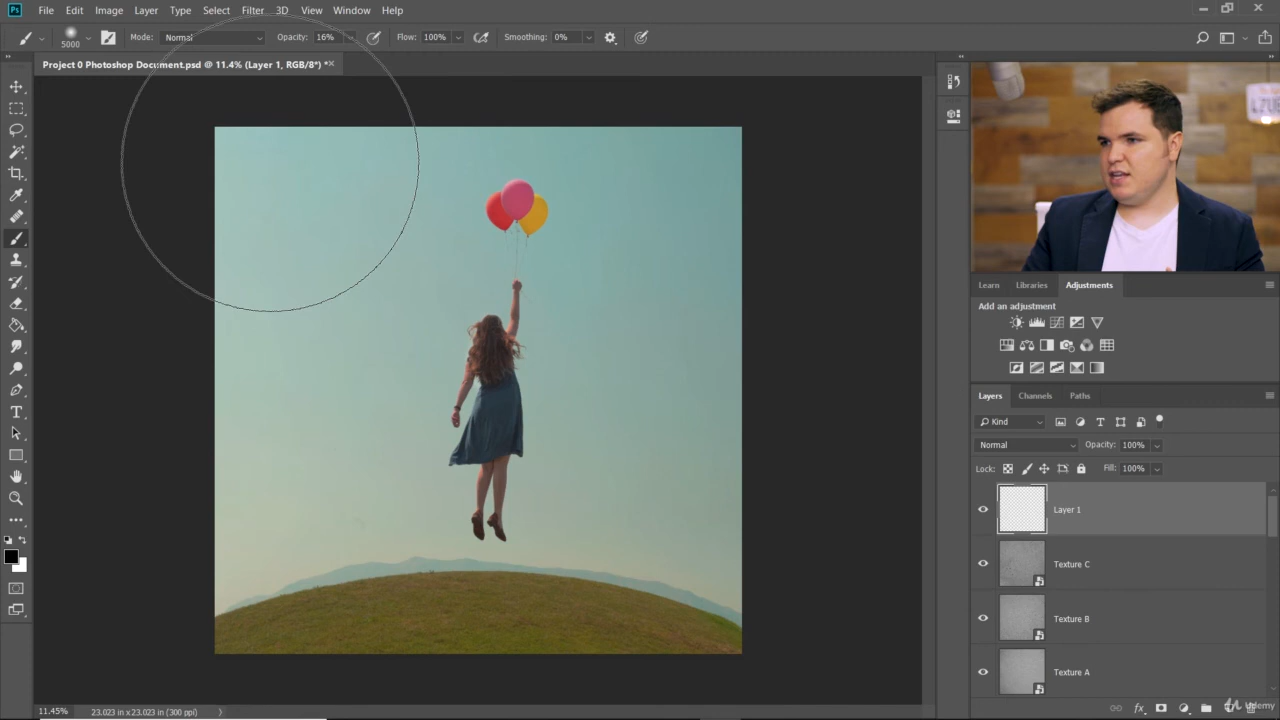 Ps File Edit Image Layer Type Select Filter 3D View Window Help
5000 Mode: Normal Opacity: 16% Flow: 100% Smoothing: 0%
Project 0 Photoshop Document.psd @ 11.4% (Layer 1, RGB/8*) *
Learn Libraries Adjustments
Add an adjustment
Layers Channels Paths
Kind
Normal Opacity: 100%
Lock: Fill: 100%
Layer 1
Texture C
Texture B
Texture A
11.45% 23.023 in x 23.023 in (300 ppi)
fx
Udemy